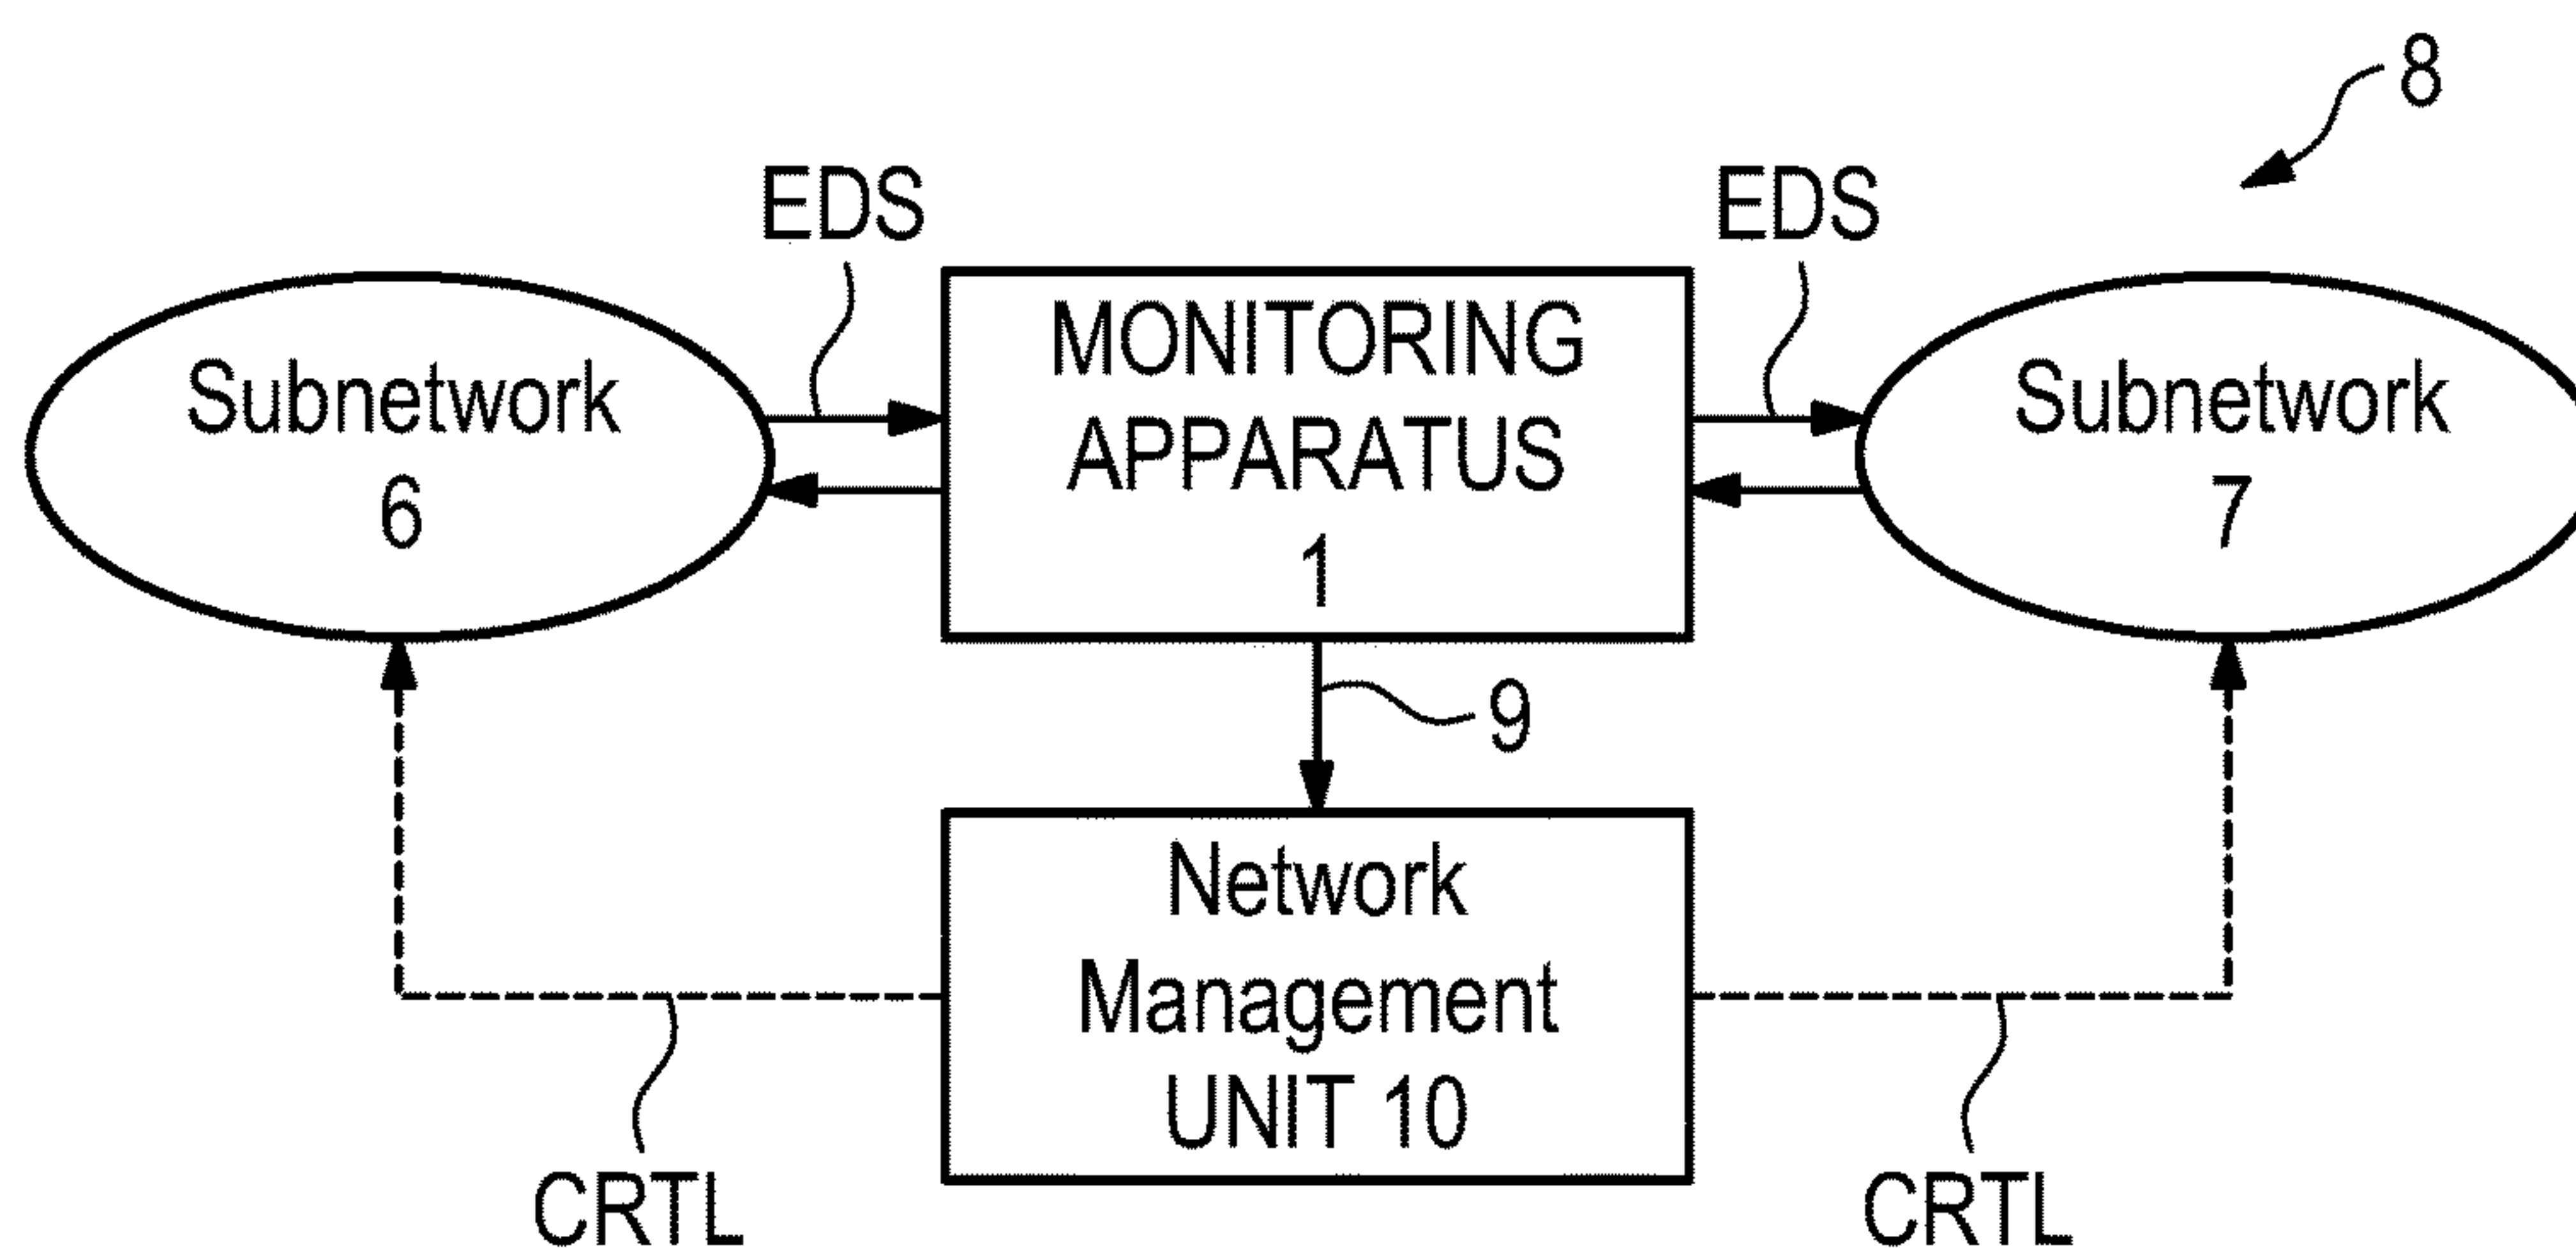 8
EDS
EDS
MONITORING
APPARATUS
1
Subnetwork
6
Subnetwork
7
9
Network
Management
UNIT 10
CRTL
CRTL